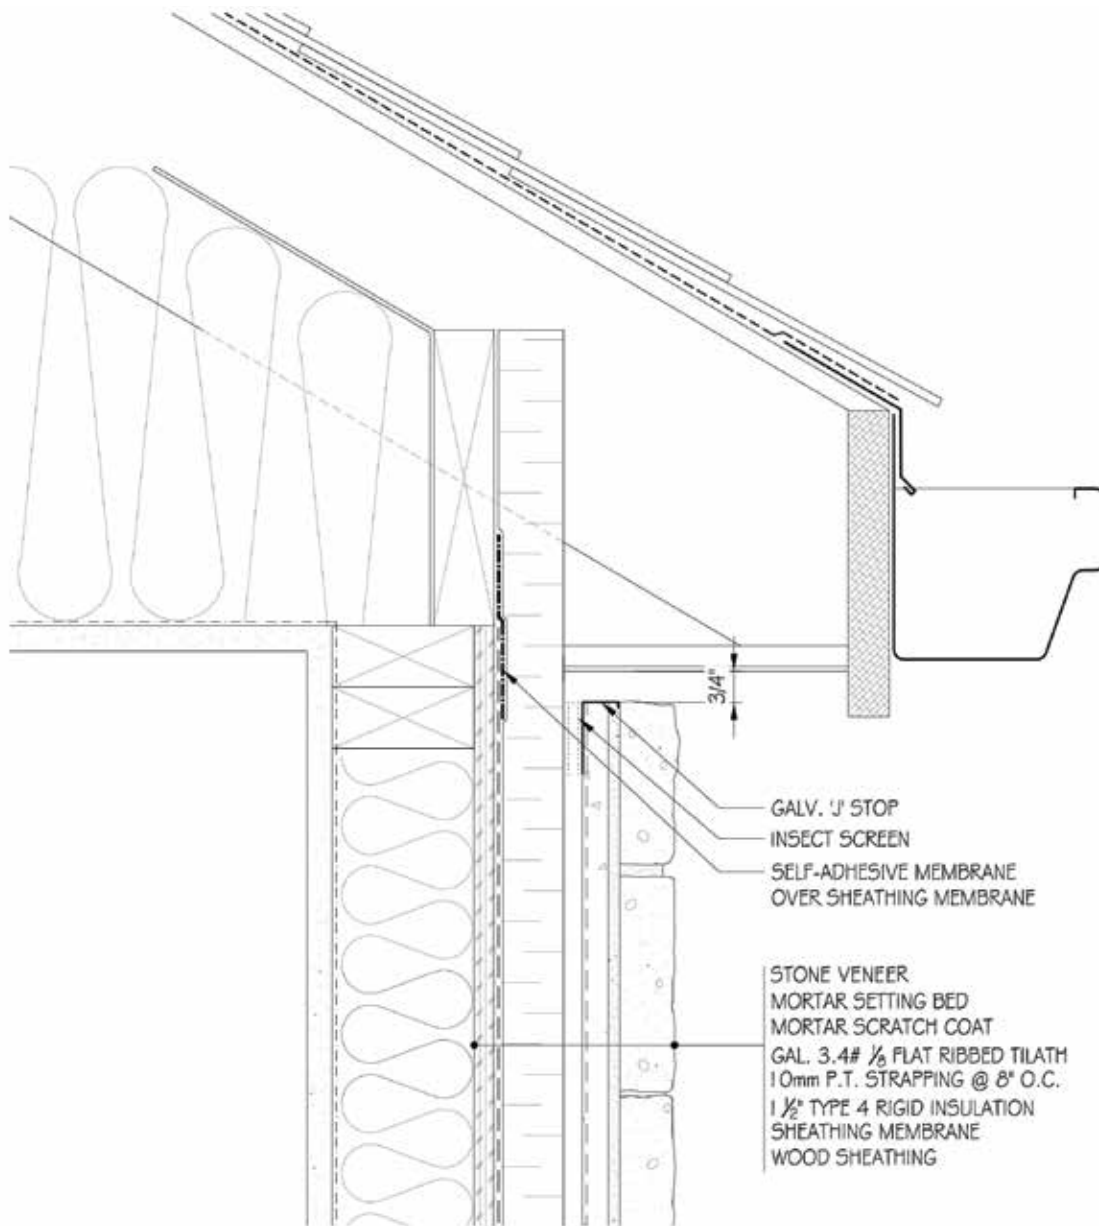 3/4"
GALV. 'J' STOP
INSECT SCREEN
SELF-ADHESIVE MEMBRANE
OVER SHEATHING MEMBRANE
STONE VENEER
MORTAR SETTING BED
MORTAR SCRATCH COAT
GAL. 3.4# ⅛ FLAT RIBBED TILATH
10mm P.T. STRAPPING @ 8" O.C.
1 ½" TYPE 4 RIGID INSULATION
SHEATHING MEMBRANE
WOOD SHEATHING